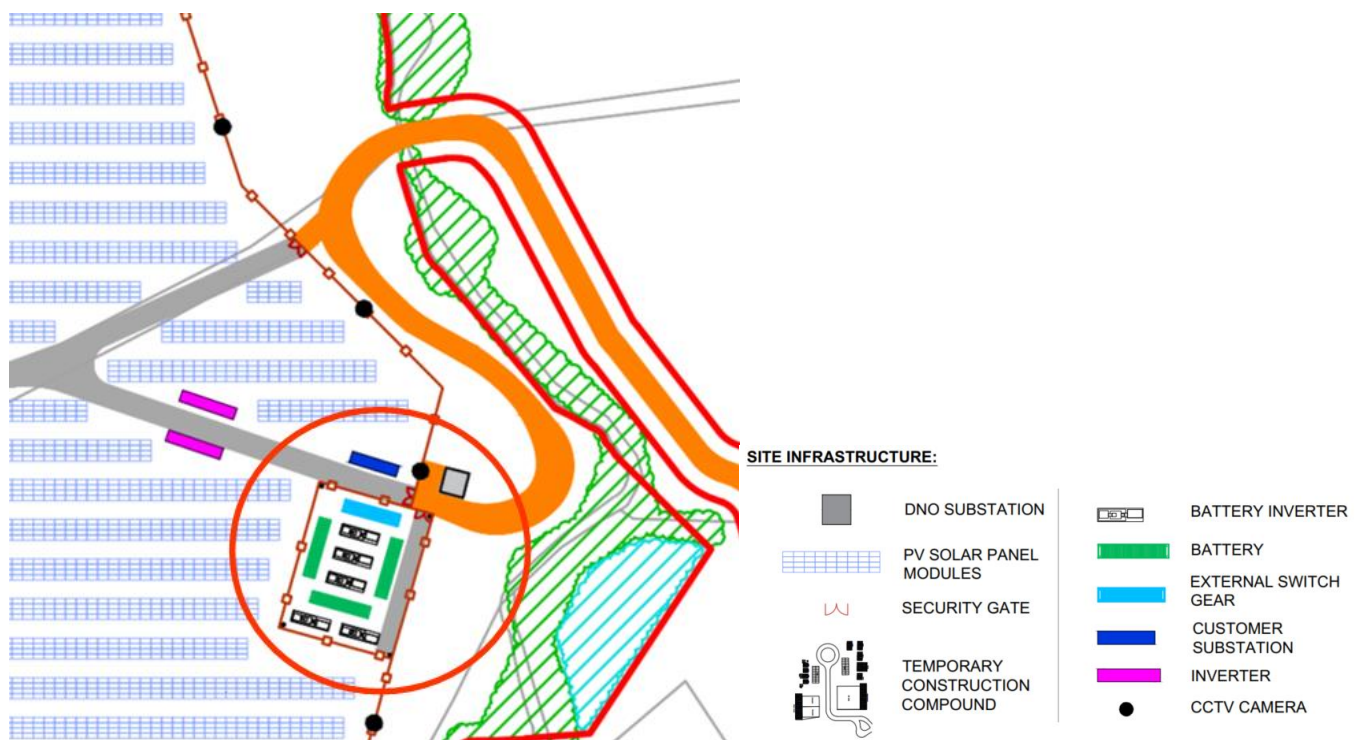 SITE INFRASTRUCTURE:
DNO SUBSTATION
PV SOLAR PANEL
MODULES
SECURITY GATE
TEMPORARY
CONSTRUCTION
COMPOUND
BATTERY INVERTER
BATTERY
EXTERNAL SWITCH
GEAR
CUSTOMER
SUBSTATION
INVERTER
CCTV CAMERA